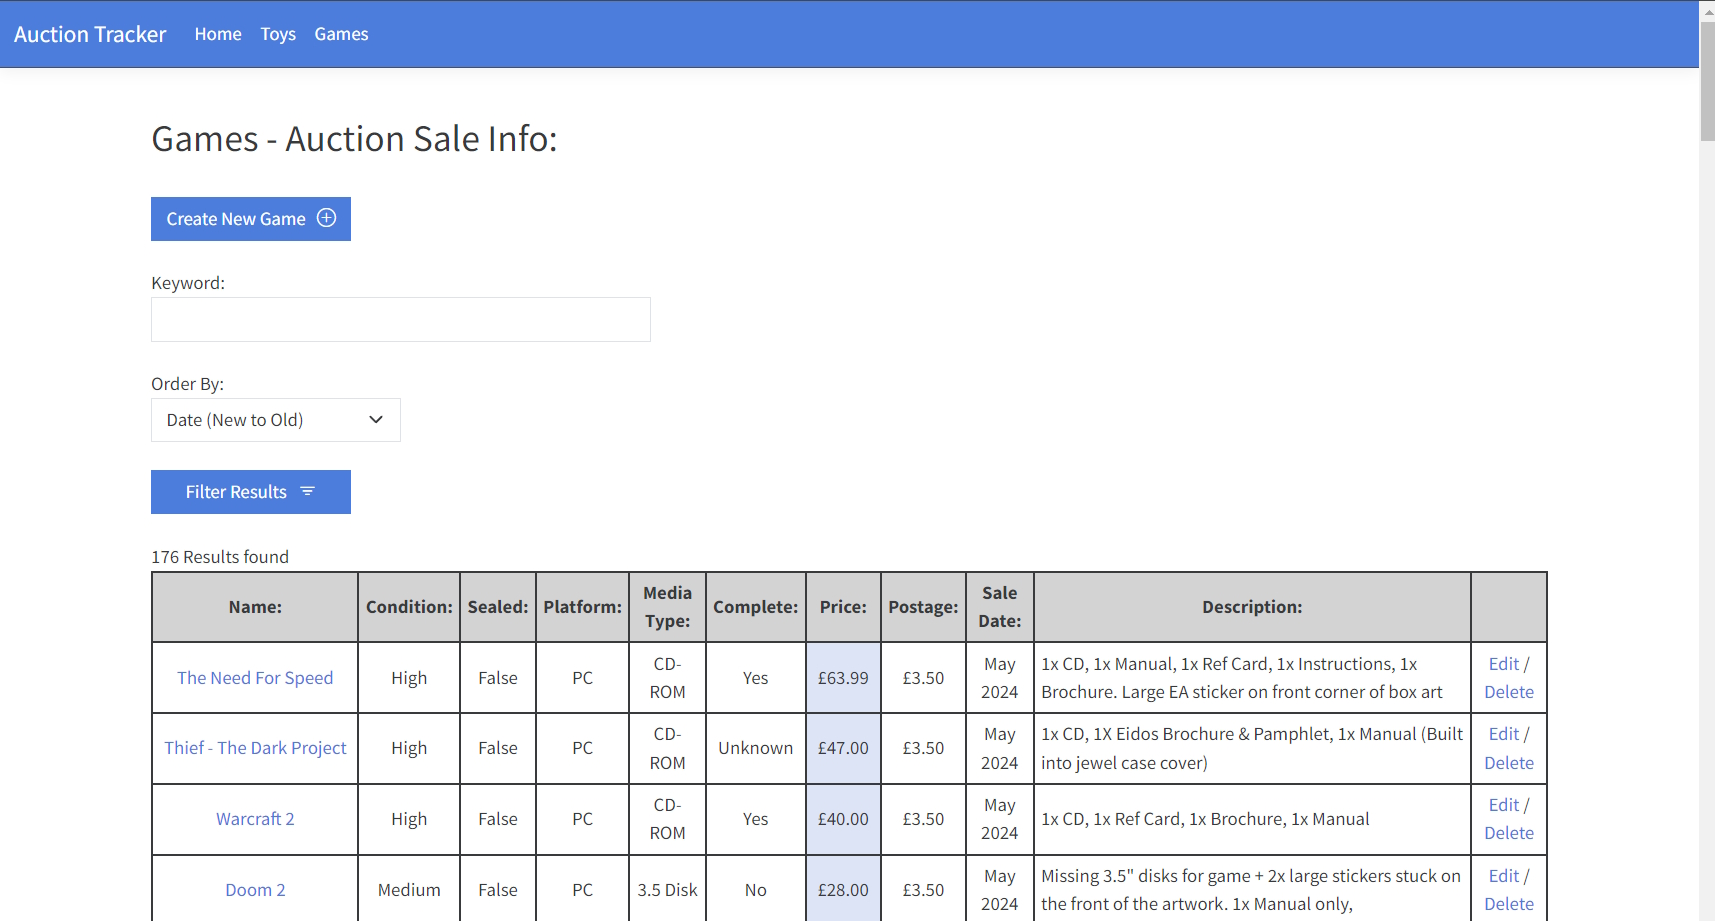 Auction Tracker Home Toys Games
Games - Auction Sale Info:
Create New Game
Keyword:
Order By:
Date (New to Old)
Filter Results
176 Results found
Name: Condition: Sealed: Platform: Media Type: Complete: Price: Postage: Sale Date: Description:
The Need For Speed High False PC CD-ROM Yes £63.99 £3.50 May 2024 1x CD, 1x Manual, 1x Ref Card, 1x Instructions, 1x Brochure. Large EA sticker on front corner of box art Edit / Delete
Thief - The Dark Project High False PC CD-ROM Unknown £47.00 £3.50 May 2024 1x CD, 1X Eidos Brochure & Pamphlet, 1x Manual (Built into jewel case cover) Edit / Delete
Warcraft 2 High False PC CD-ROM Yes £40.00 £3.50 May 2024 1x CD, 1x Ref Card, 1x Brochure, 1x Manual Edit / Delete
Doom 2 Medium False PC 3.5 Disk No £28.00 £3.50 May 2024 Missing 3.5" disks for game + 2x large stickers stuck on the front of the artwork. 1x Manual only, Edit / Delete